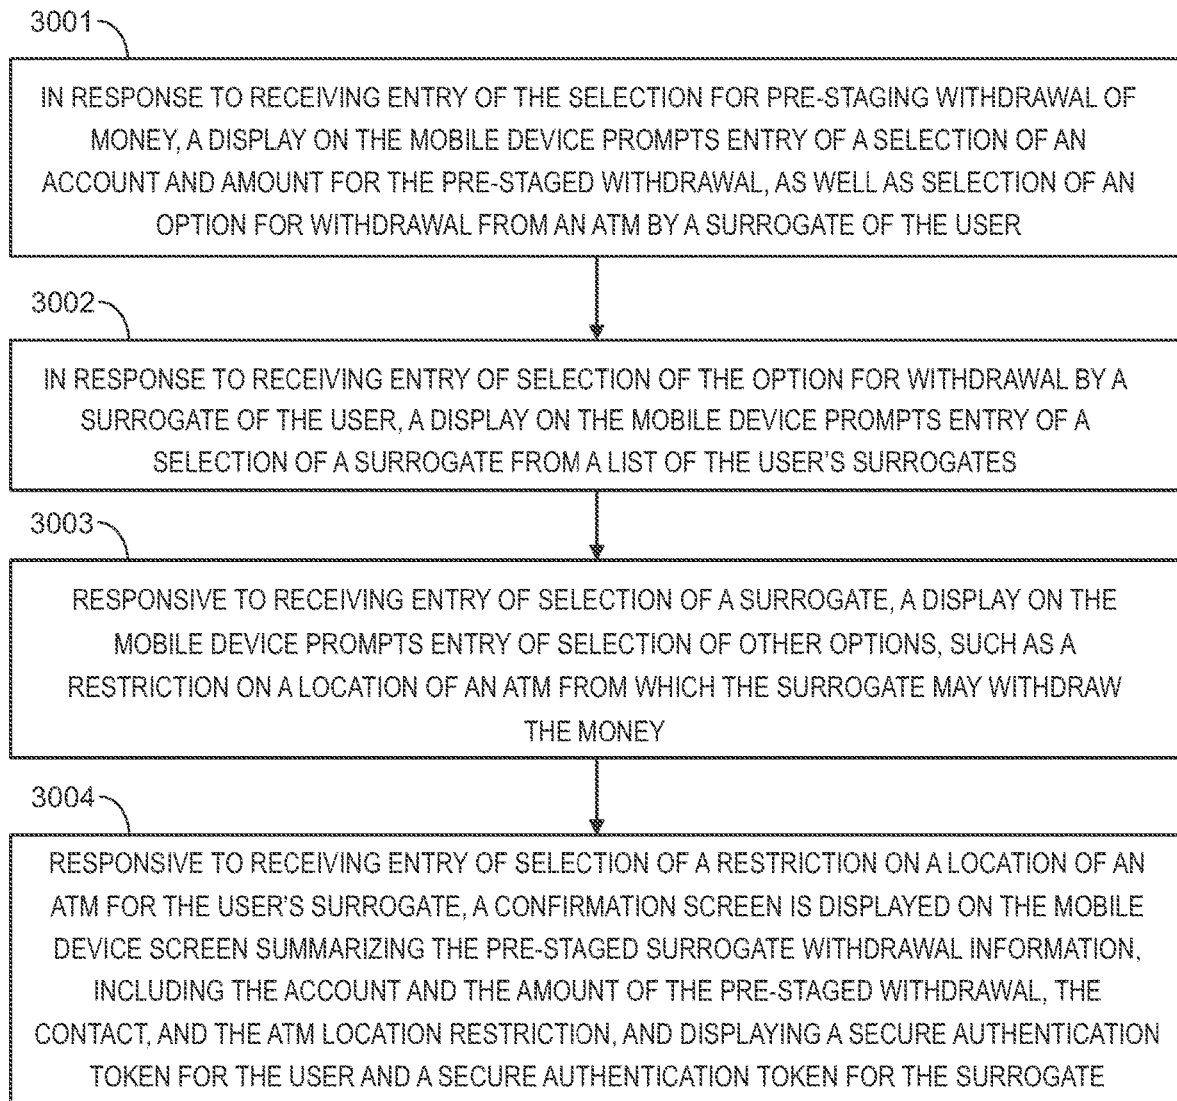 3001
IN RESPONSE TO RECEIVING ENTRY OF THE SELECTION FOR PRE-STAGING WITHDRAWAL OF
MONEY, A DISPLAY ON THE MOBILE DEVICE PROMPTS ENTRY OF A SELECTION OF AN
ACCOUNT AND AMOUNT FOR THE PRE-STAGED WITHDRAWAL, AS WELL AS SELECTION OF AN
OPTION FOR WITHDRAWAL FROM AN ATM BY A SURROGATE OF THE USER
3002
IN RESPONSE TO RECEIVING ENTRY OF SELECTION OF THE OPTION FOR WITHDRAWAL BY A
SURROGATE OF THE USER, A DISPLAY ON THE MOBILE DEVICE PROMPTS ENTRY OF A
SELECTION OF A SURROGATE FROM A LIST OF THE USER'S SURROGATES
3003
RESPONSIVE TO RECEIVING ENTRY OF SELECTION OF A SURROGATE, A DISPLAY ON THE
MOBILE DEVICE PROMPTS ENTRY OF SELECTION OF OTHER OPTIONS, SUCH AS A
RESTRICTION ON A LOCATION OF AN ATM FROM WHICH THE SURROGATE MAY WITHDRAW
THE MONEY
3004
RESPONSIVE TO RECEIVING ENTRY OF SELECTION OF A RESTRICTION ON A LOCATION OF AN
ATM FOR THE USER'S SURROGATE, A CONFIRMATION SCREEN IS DISPLAYED ON THE MOBILE
DEVICE SCREEN SUMMARIZING THE PRE-STAGED SURROGATE WITHDRAWAL INFORMATION,
INCLUDING THE ACCOUNT AND THE AMOUNT OF THE PRE-STAGED WITHDRAWAL, THE
CONTACT, AND THE ATM LOCATION RESTRICTION, AND DISPLAYING A SECURE AUTHENTICATION
TOKEN FOR THE USER AND A SECURE AUTHENTICATION TOKEN FOR THE SURROGATE